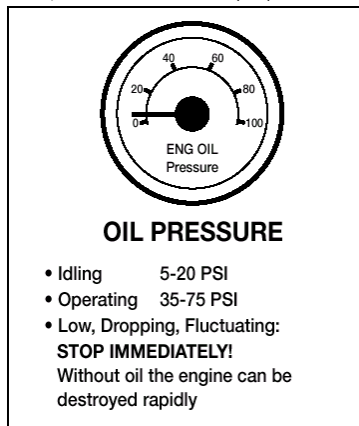 40 60
20 80
0 100
ENG OIL
Pressure
OIL PRESSURE
• Idling 5-20 PSI
• Operating 35-75 PSI
• Low, Dropping, Fluctuating:
STOP IMMEDIATELY!
Without oil the engine can be
destroyed rapidly